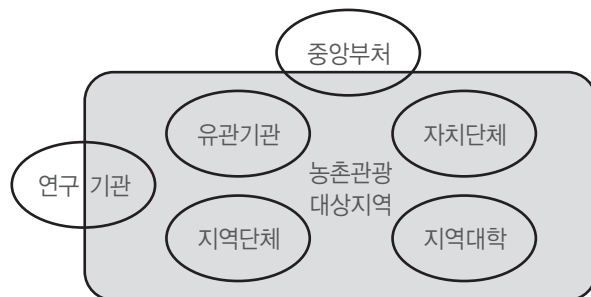 중앙부처
유관기관
자치단체
농촌관광
대상지역
연구 기관
지역단체
지역대학